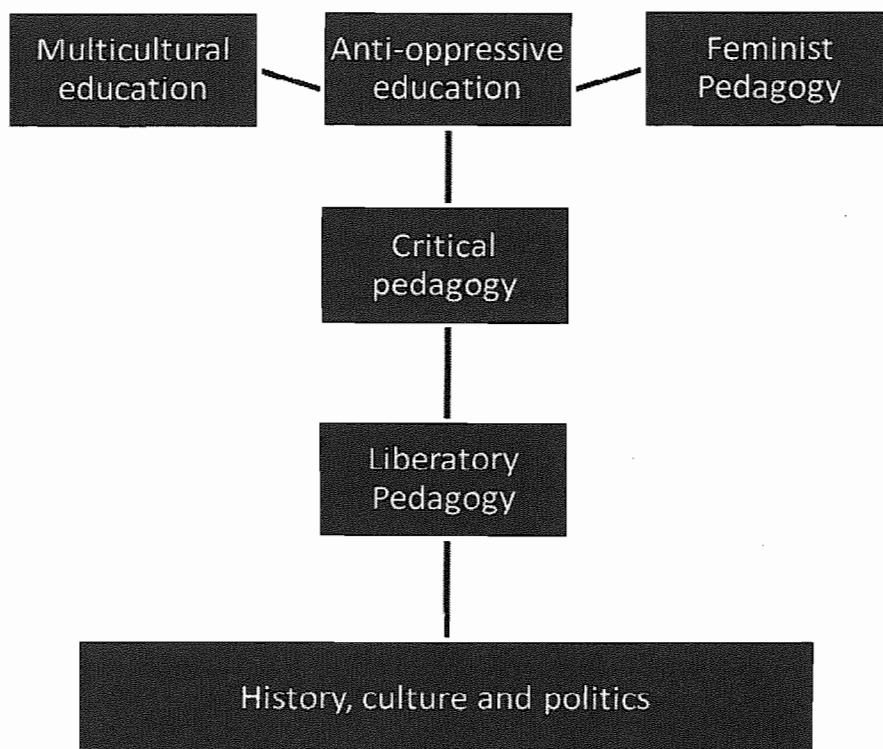 Multicultural
education
Anti-oppressive
education
Feminist
Pedagogy
Critical
pedagogy
Liberatory
Pedagogy
History, culture and politics